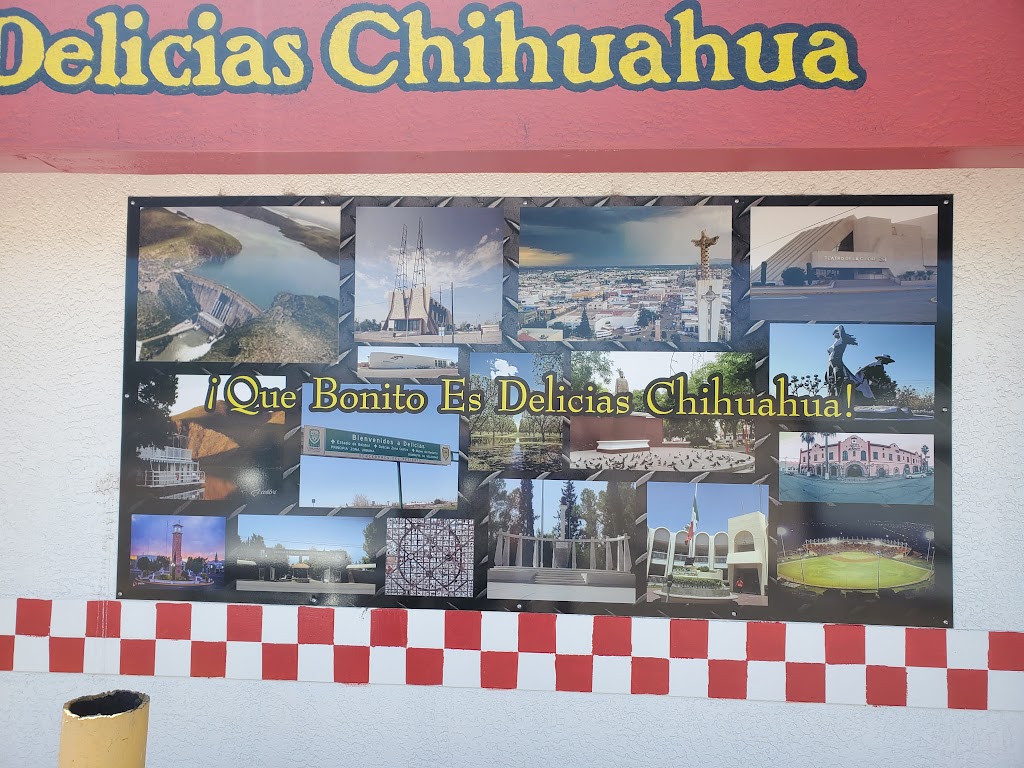 Delicias Chihuahua
¡Que Bonito Es Delicias Chihuahua!
Bienvenidos a Delicias